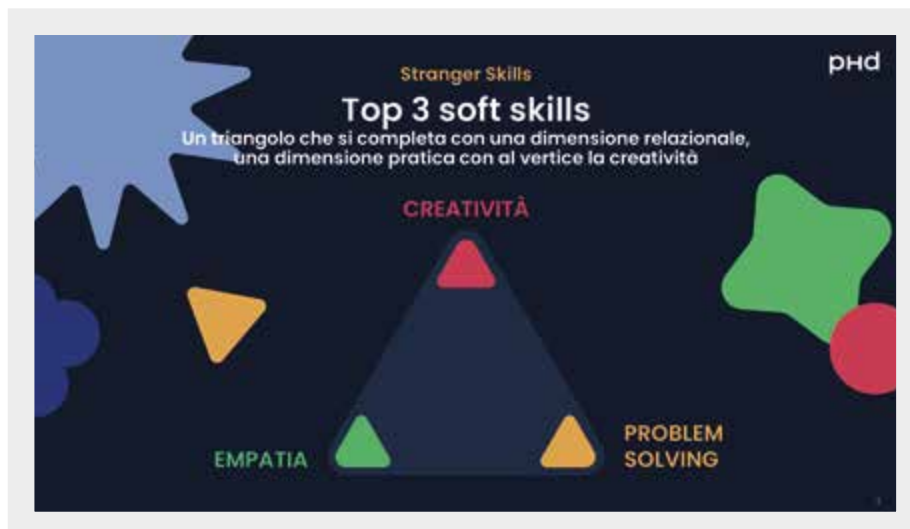 pHd
Stranger Skills
Top 3 soft skills
Un triangolo che si completa con una dimensione relazionale,
una dimensione pratica con al vertice la creatività
CREATIVITÀ
EMPATIA
PROBLEM
SOLVING